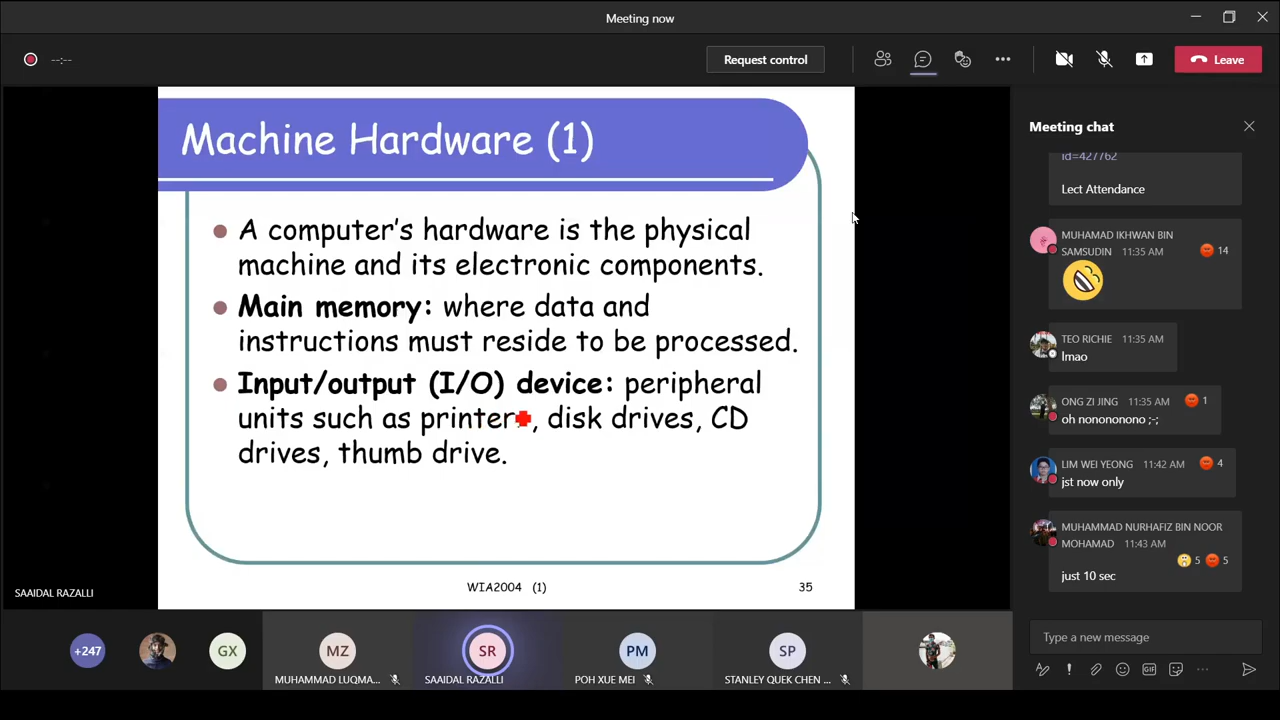 Meeting now
--:--
Request control
Leave
Machine Hardware (1)
A computer's hardware is the physical
machine and its electronic components.
Main memory: where data and
instructions must reside to be processed.
Input/output (I/O) device: peripheral
units such as printer , disk drives, CD
drives, thumb drive.
WIA2004 (1)
35
SAAIDAL RAZALLI
Meeting chat
id=427762
Lect Attendance
MUHAMAD IKHWAN BIN
SAMSUDIN 11:35 AM 14
TEO RICHIE 11:35 AM
lmao
ONG ZI JING 11:35 AM 1
oh nonononono ;-;
LIM WEI YEONG 11:42 AM 4
jst now only
MUHAMMAD NURHAFIZ BIN NOOR
MOHAMAD 11:43 AM
5 5
just 10 sec
Type a new message
GIF
+247
GX
MZ
SR
PM
SP
MUHAMMAD LUQMA...
SAAIDAL RAZALLI
POH XUE MEI
STANLEY QUEK CHEN ...